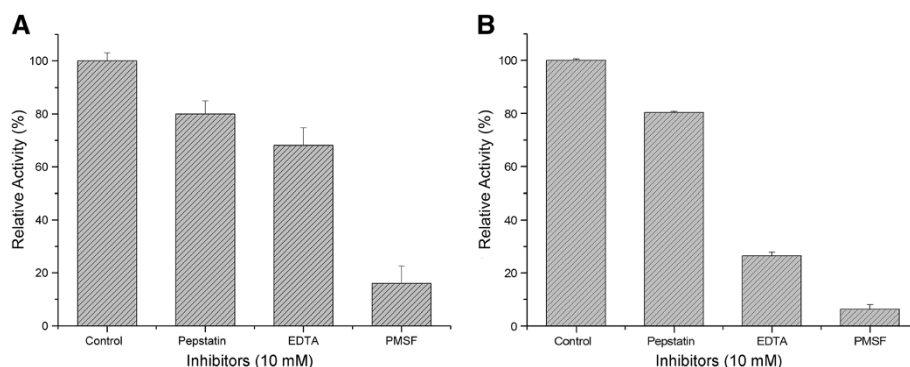 A
Relative Activity (%)
100
80
60
40
20
0
Control Pepstatin EDTA PMSF
Inhibitors (10 mM)
B
Relative Activity (%)
100
80
60
40
20
0
Control Pepstatin EDTA PMSF
Inhibitors (10 mM)